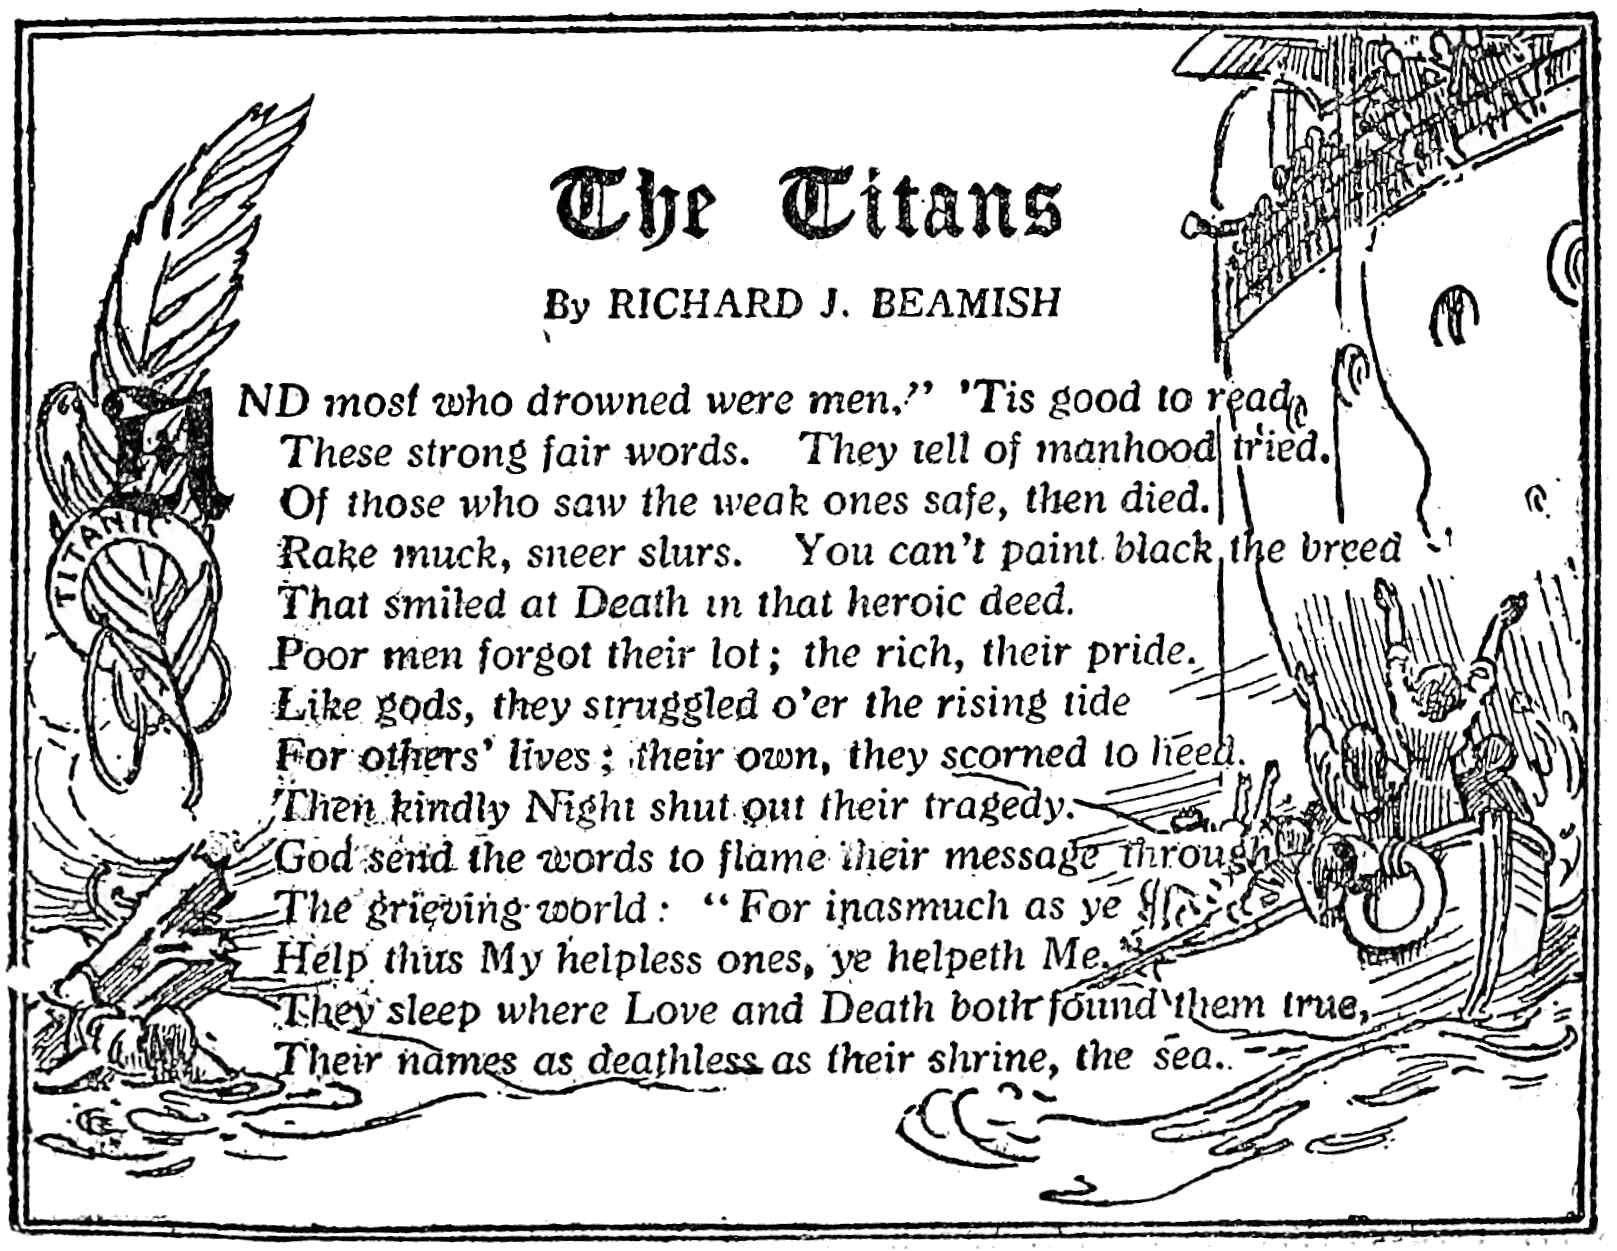 The Titans
By RICHARD J. BEAMISH
"AND most who drowned were men." 'Tis good to read
These strong fair words. They tell of manhood tried.
Of those who saw the weak ones safe, then died.
Rake muck, sneer slurs. You can't paint black the breed
That smiled at Death in that heroic deed.
Poor men forgot their lot; the rich, their pride.
Like gods, they struggled o'er the rising tide
For others' lives; their own, they scorned to heed.
Then kindly Night shut out their tragedy.
God send the words to flame their message through
The grieving world: "For inasmuch as ye
Help thus My helpless ones, ye helpeth Me."
They sleep where Love and Death both found them true,
Their names as deathless as their shrine, the sea.
TITANIC